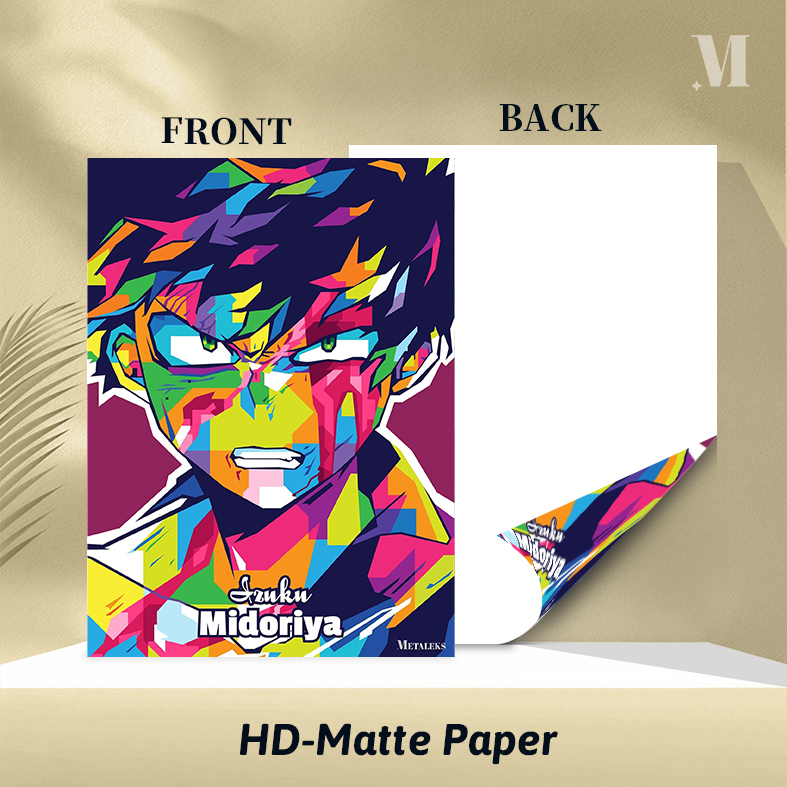 M
FRONT
BACK
Izuku
Midoriya
METALEKS
Izuku
Midoriya
HD-Matte Paper